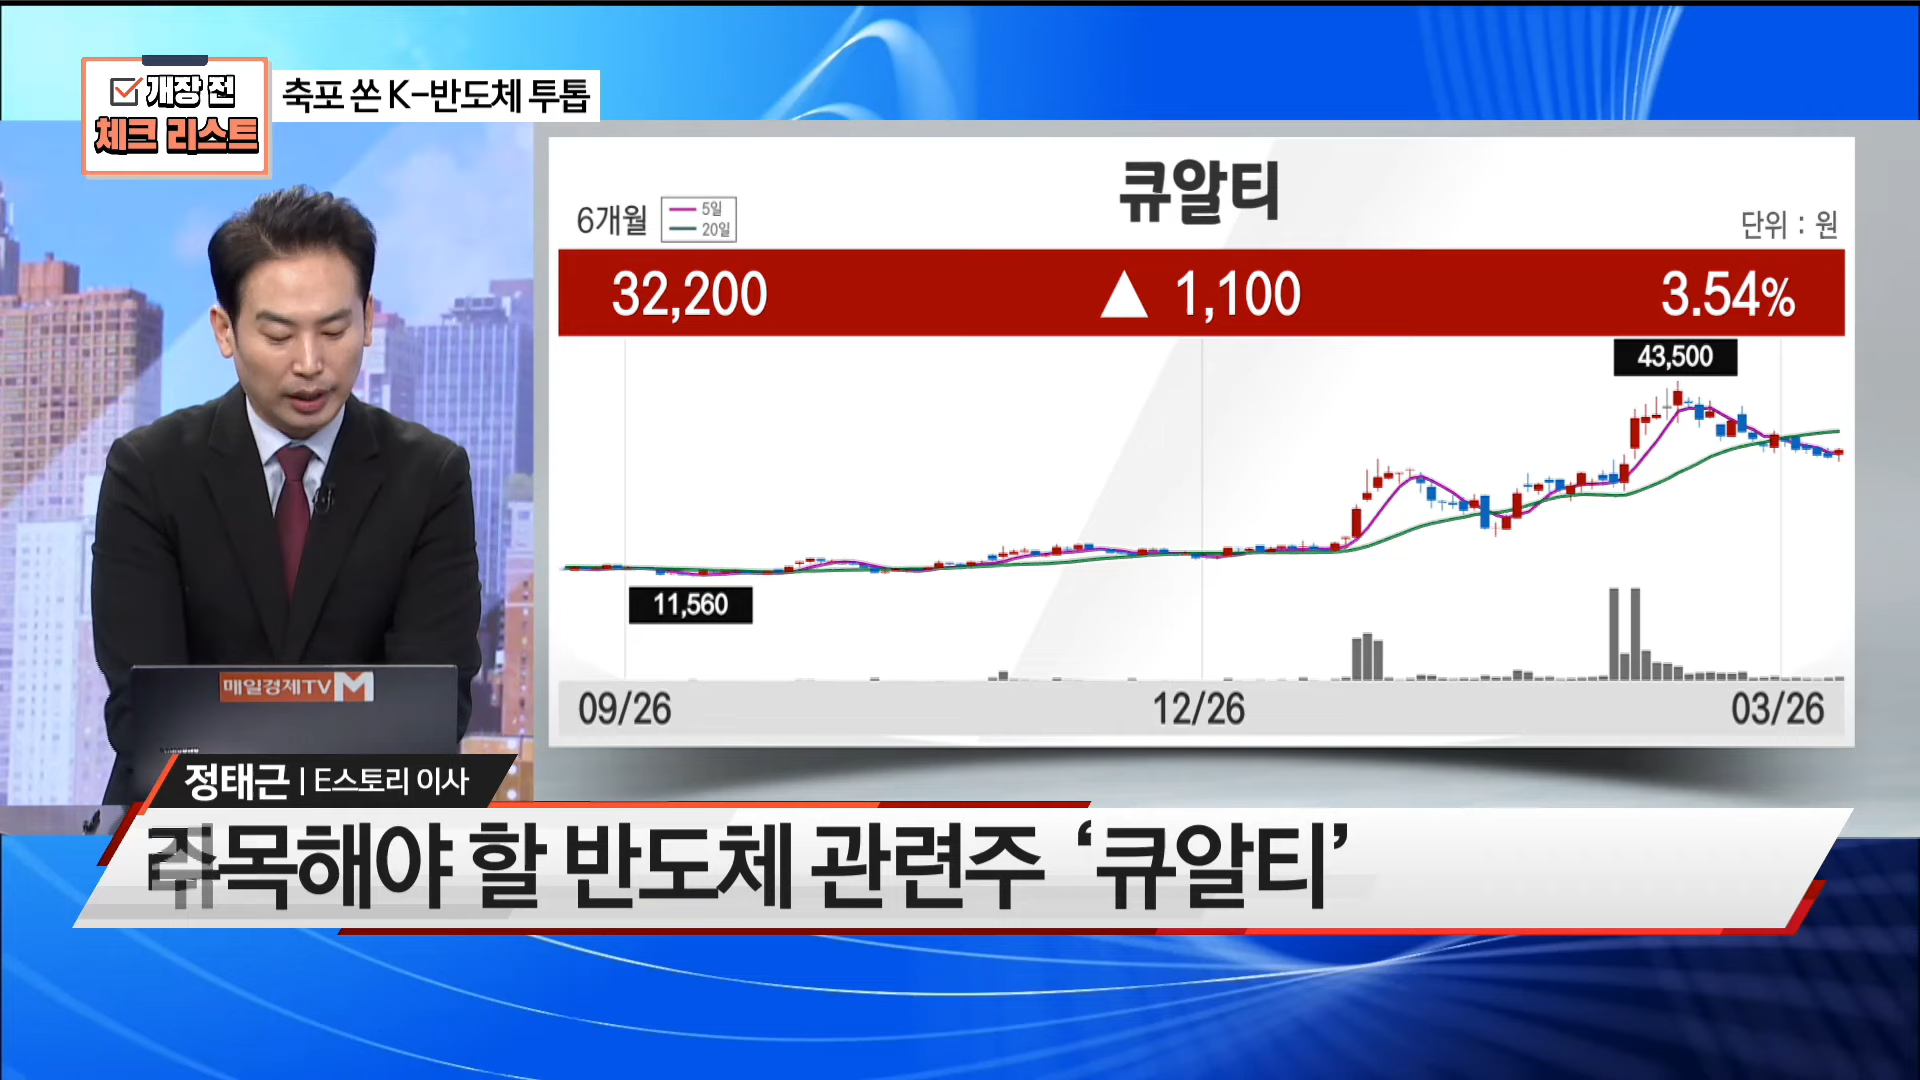 개장 전
체크 리스트
축포 쏜 K-반도체 투톱
큐알티
6개월
5일
20일
단위 : 원
32,200 ▲ 1,100 3.54%
43,500
11,560
09/26 12/26 03/26
매일경제TV M
정태근 | E스토리 이사
주목해야 할 반도체 관련주 ‘큐알티’